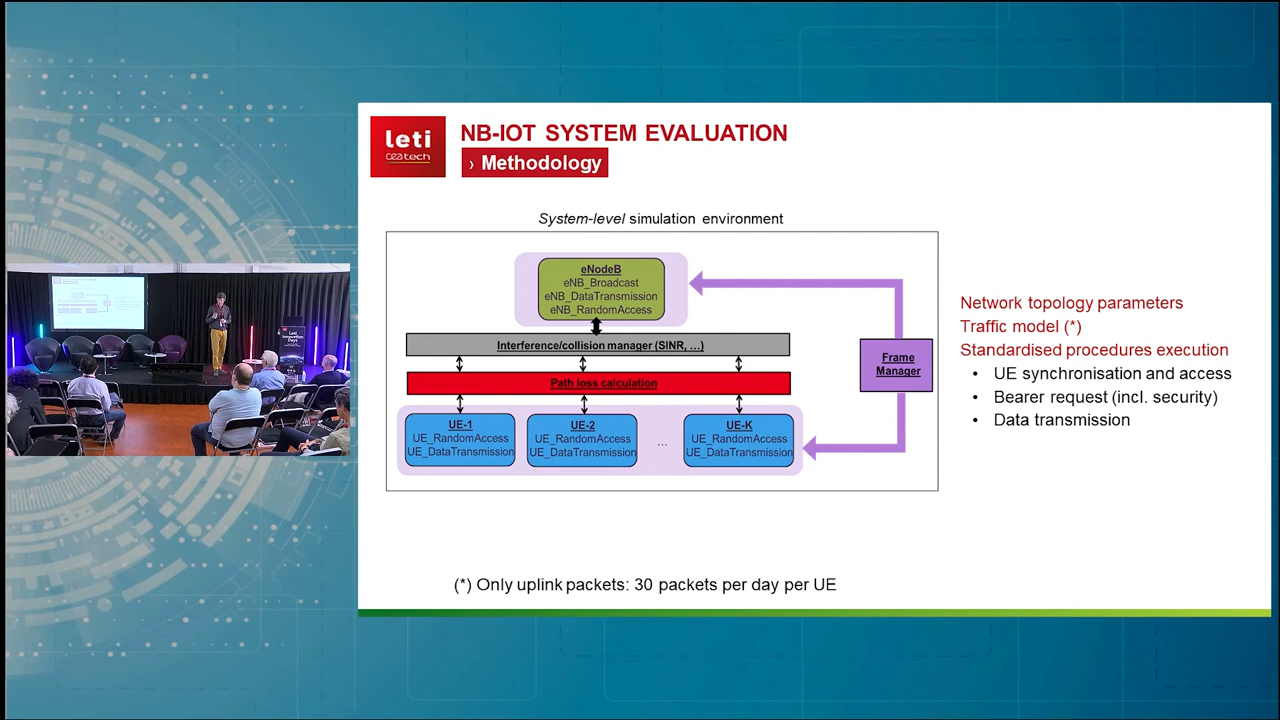 leti
cea tech
NB-IOT SYSTEM EVALUATION
› Methodology
System-level simulation environment
eNodeB
eNB_Broadcast
eNB_DataTransmission
eNB_RandomAccess
Interference/collision manager (SINR, ...)
Path loss calculation
UE-1
UE_RandomAccess
UE_DataTransmission
UE-2
UE_RandomAccess
UE_DataTransmission
...
UE-K
UE_RandomAccess
UE_DataTransmission
Frame
Manager
Network topology parameters
Traffic model (*)
Standardised procedures execution
• UE synchronisation and access
• Bearer request (incl. security)
• Data transmission
(*) Only uplink packets: 30 packets per day per UE
Leti
Innovation
Days